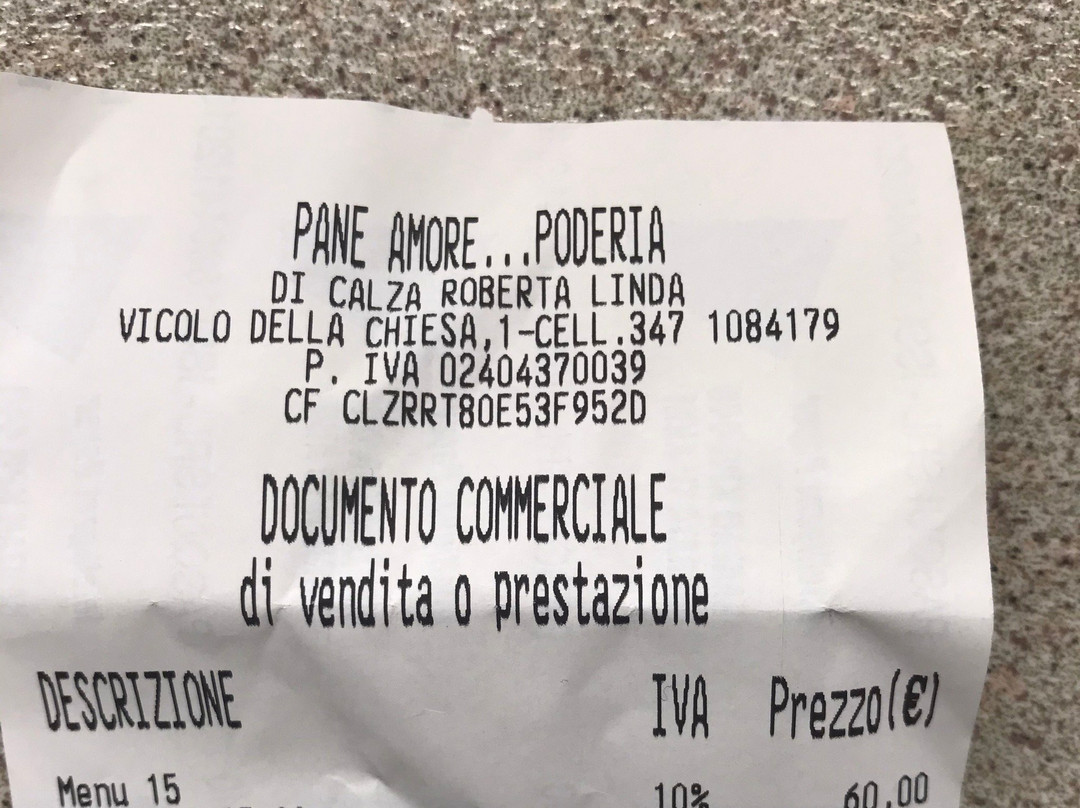 PANE AMORE...PODERIA
DI CALZA ROBERTA LINDA
VICOLO DELLA CHIESA,1-CELL.347 1084179
P. IVA 02404370039
CF CLZRRT80E53F952D
DOCUMENTO COMMERCIALE
di vendita o prestazione
DESCRIZIONE IVA Prezzo(€)
Menu 15 10% 60,00